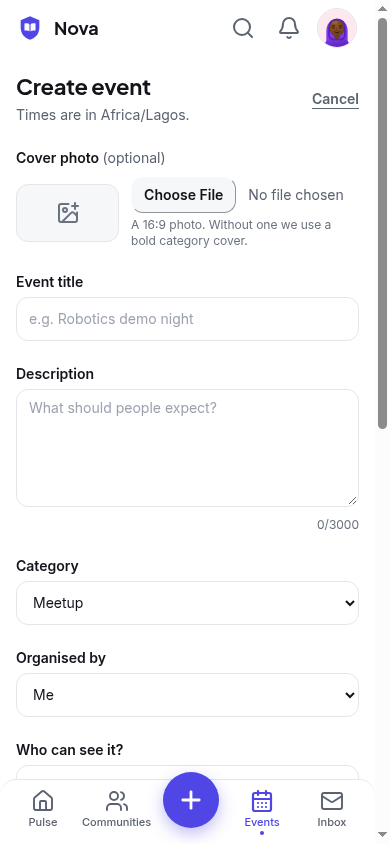 Nova
Create event
Times are in Africa/Lagos.
Cancel
Cover photo (optional)
Choose File No file chosen
A 16:9 photo. Without one we use a
bold category cover.
Event title
e.g. Robotics demo night
Description
What should people expect?
0/3000
Category
Meetup
Organised by
Me
Who can see it?
Pulse
Communities
Events
Inbox